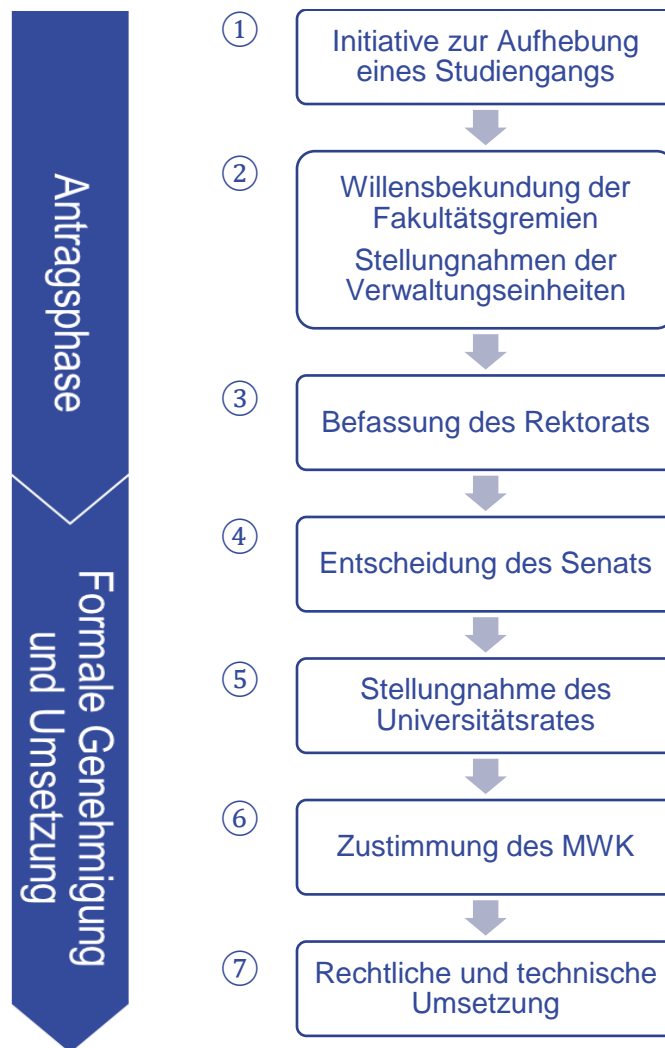 Antragsphase
①
Initiative zur Aufhebung
eines Studiengangs
②
Willensbekundung der
Fakultätsgremien
Stellungnahmen der
Verwaltungseinheiten
③
Befassung des Rektorats
Formale Genehmigung
und Umsetzung
④
Entscheidung des Senats
⑤
Stellungnahme des
Universitätsrates
⑥
Zustimmung des MWK
⑦
Rechtliche und technische
Umsetzung